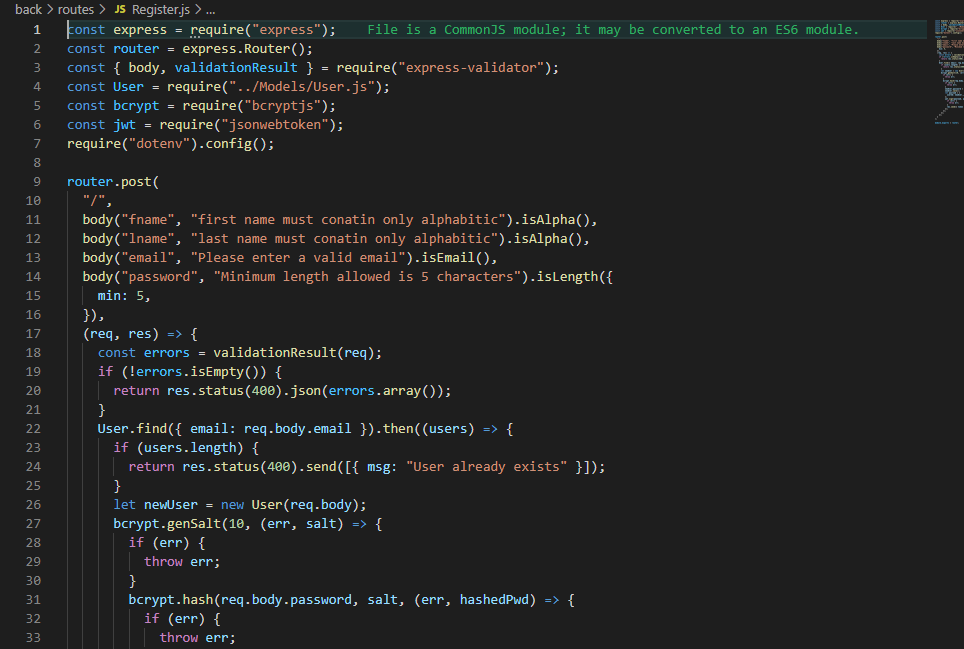 back > routes > JS Register.js > ...
1 const express = require("express"); File is a CommonJS module; it may be converted to an ES6 module.
2 const router = express.Router();
3 const { body, validationResult } = require("express-validator");
4 const User = require("../Models/User.js");
5 const bcrypt = require("bcryptjs");
6 const jwt = require("jsonwebtoken");
7 require("dotenv").config();
8
9 router.post(
10   "/",
11   body("fname", "first name must conatin only alphabitic").isAlpha(),
12   body("lname", "last name must conatin only alphabitic").isAlpha(),
13   body("email", "Please enter a valid email").isEmail(),
14   body("password", "Minimum length allowed is 5 characters").isLength({
15     min: 5,
16   }),
17   (req, res) => {
18     const errors = validationResult(req);
19     if (!errors.isEmpty()) {
20       return res.status(400).json(errors.array());
21     }
22     User.find({ email: req.body.email }).then((users) => {
23       if (users.length) {
24         return res.status(400).send([{ msg: "User already exists" }]);
25       }
26       let newUser = new User(req.body);
27       bcrypt.genSalt(10, (err, salt) => {
28         if (err) {
29           throw err;
30         }
31         bcrypt.hash(req.body.password, salt, (err, hashedPwd) => {
32           if (err) {
33             throw err;